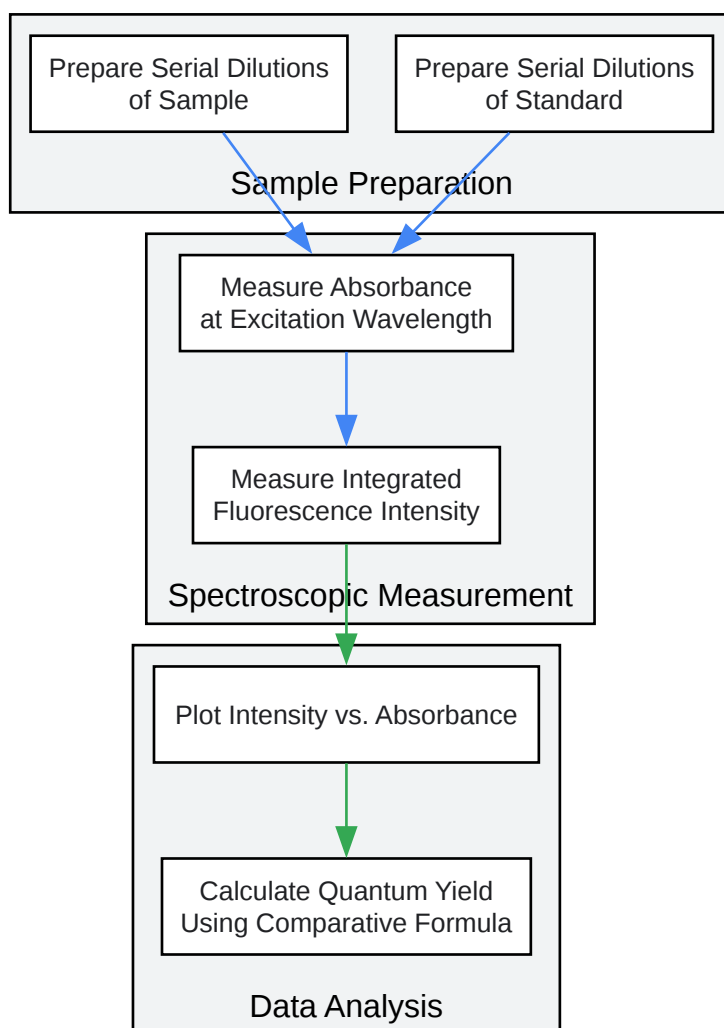 Prepare Serial Dilutions
of Sample
Prepare Serial Dilutions
of Standard
Sample Preparation
Measure Absorbance
at Excitation Wavelength
Measure Integrated
Fluorescence Intensity
Spectroscopic Measurement
Plot Intensity vs. Absorbance
Calculate Quantum Yield
Using Comparative Formula
Data Analysis